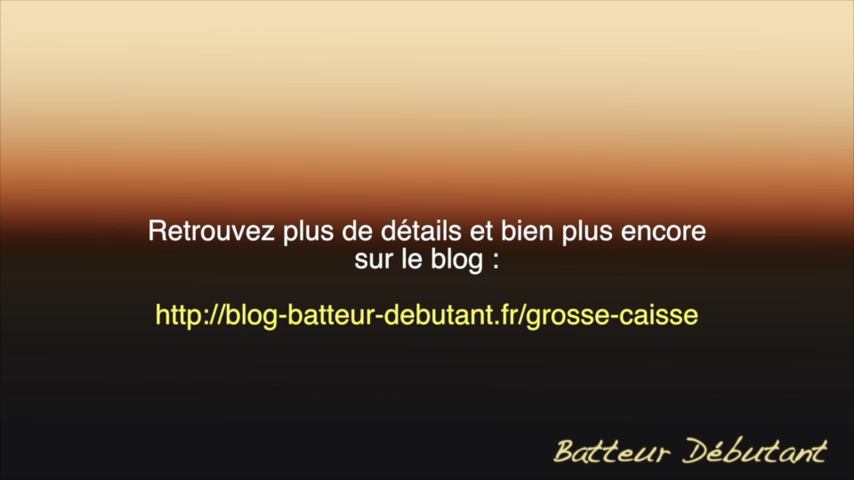 Retrouvez plus de détails et bien plus encore
sur le blog :
http://blog-batteur-debutant.fr/grosse-caisse
Batteur Débutant